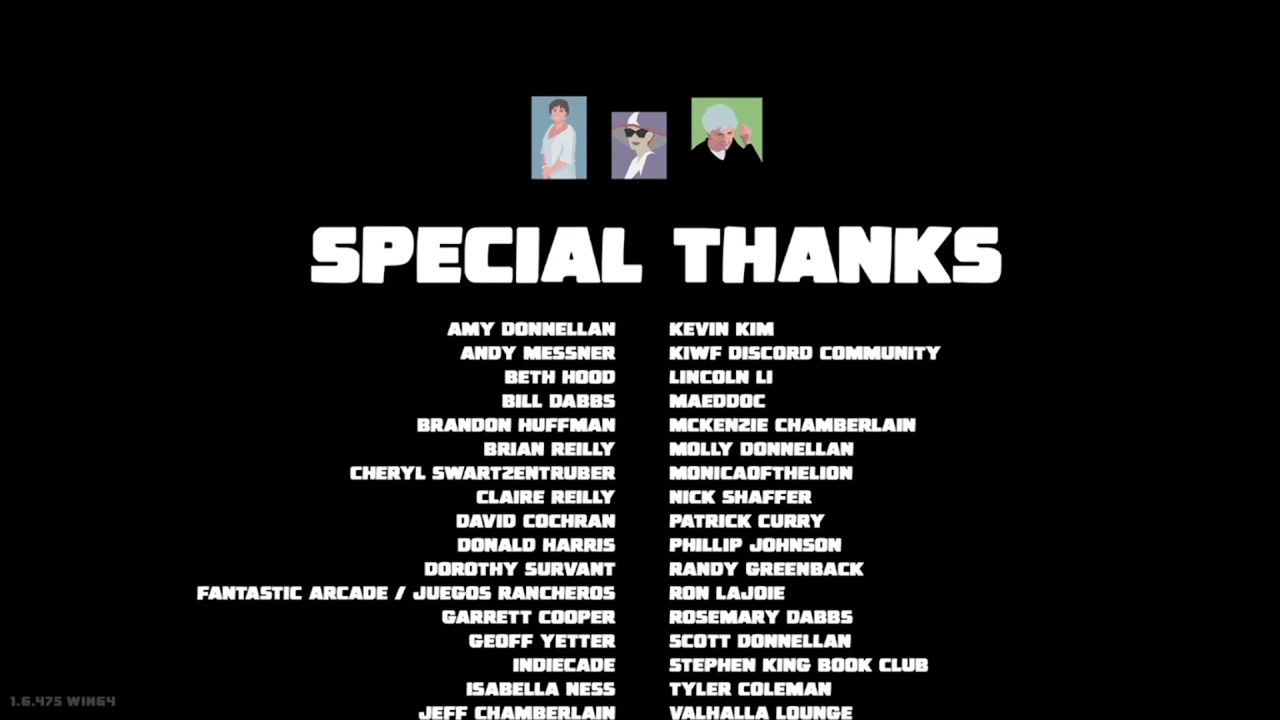 SPECIAL THANKS
AMY DONNELLAN
ANDY MESSNER
BETH HOOD
BILL DABBS
BRANDON HUFFMAN
BRIAN REILLY
CHERYL SWARTZENTRUBER
CLAIRE REILLY
DAVID COCHRAN
DONALD HARRIS
DOROTHY SURVANT
FANTASTIC ARCADE / JUEGOS RANCHEROS
GARRETT COOPER
GEOFF YETTER
INDIECADE
ISABELLA NESS
JEFF CHAMBERLAIN
KEVIN KIM
KIWF DISCORD COMMUNITY
LINCOLN LI
MAEDDOC
MCKENZIE CHAMBERLAIN
MOLLY DONNELLAN
MONICAOFTHELION
NICK SHAFFER
PATRICK CURRY
PHILLIP JOHNSON
RANDY GREENBACK
RON LAJOIE
ROSEMARY DABBS
SCOTT DONNELLAN
STEPHEN KING BOOK CLUB
TYLER COLEMAN
VALHALLA LOUNGE
1.6.475 WIN64